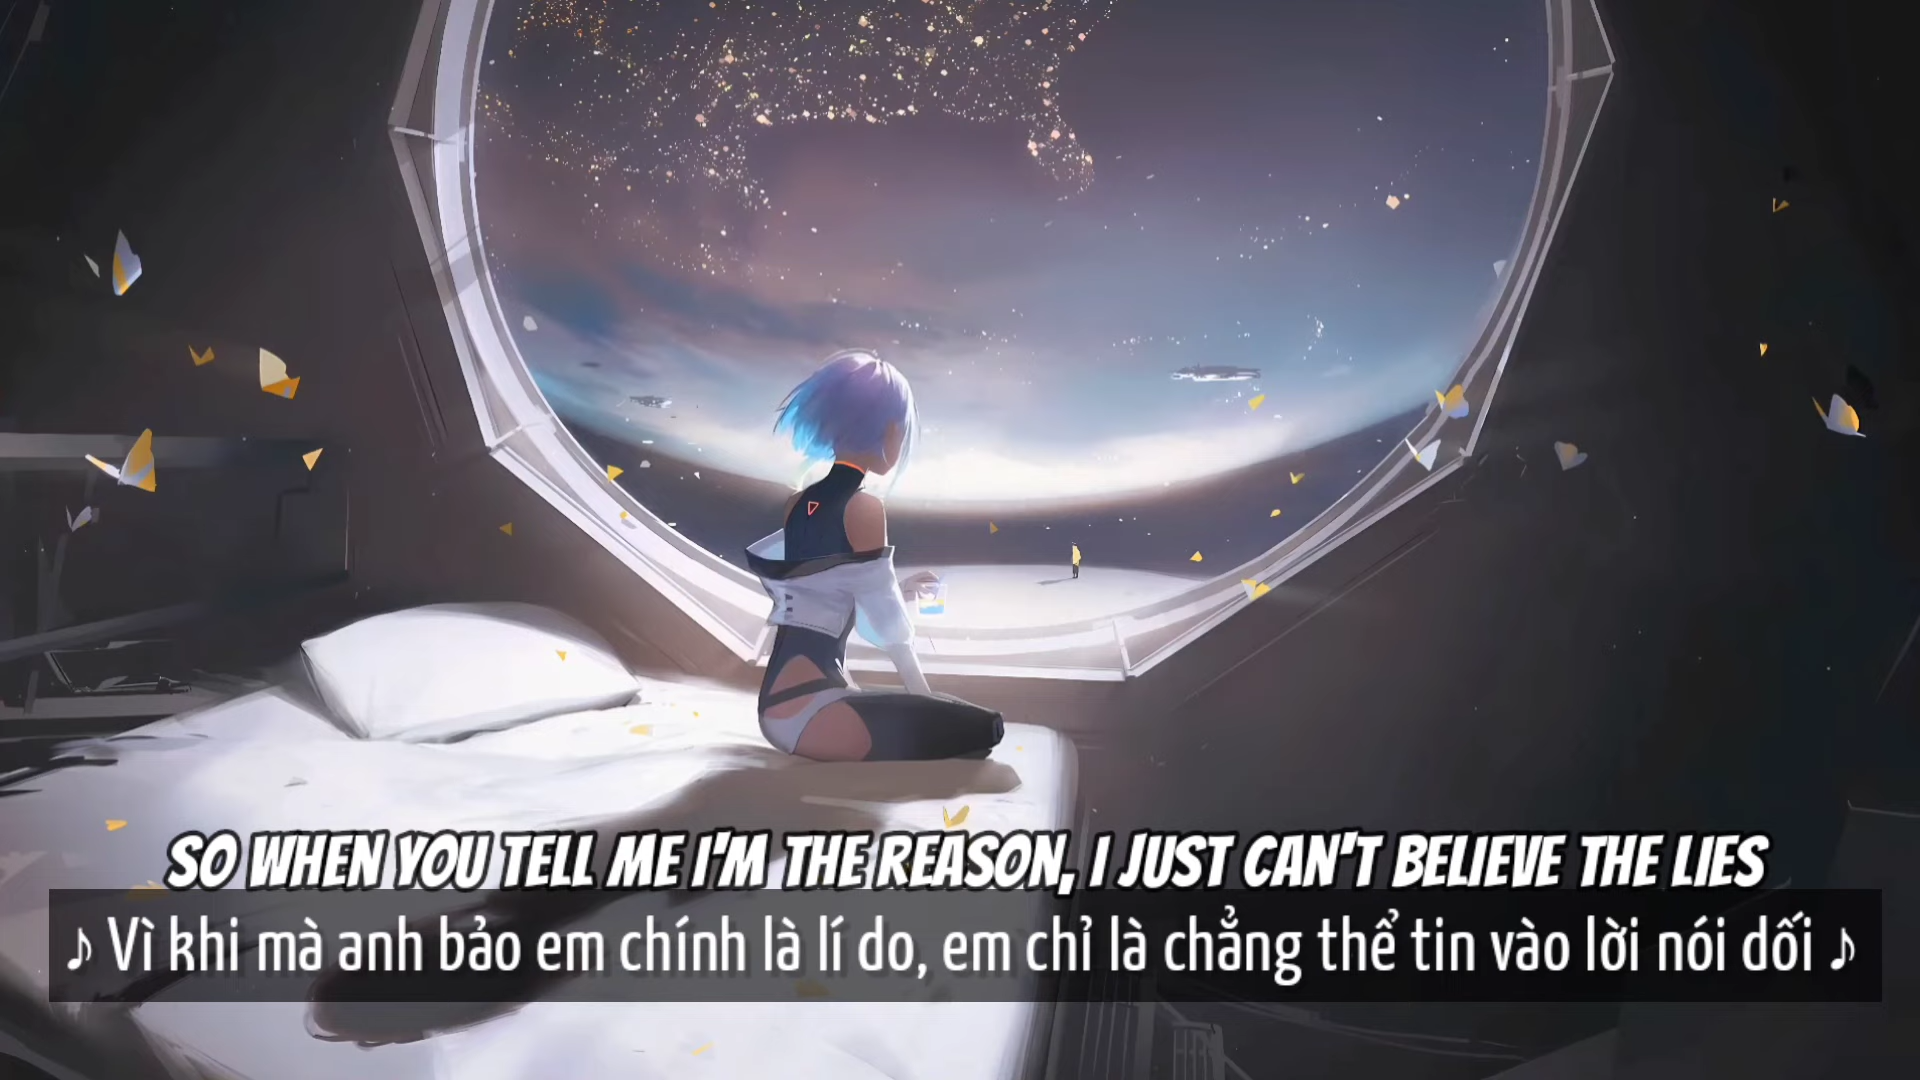 SO WHEN YOU TELL ME I'M THE REASON, I JUST CAN'T BELIEVE THE LIES
♪ Vì khi mà anh bảo em chính là lí do, em chỉ là chẳng thể tin vào lời nói dối ♪